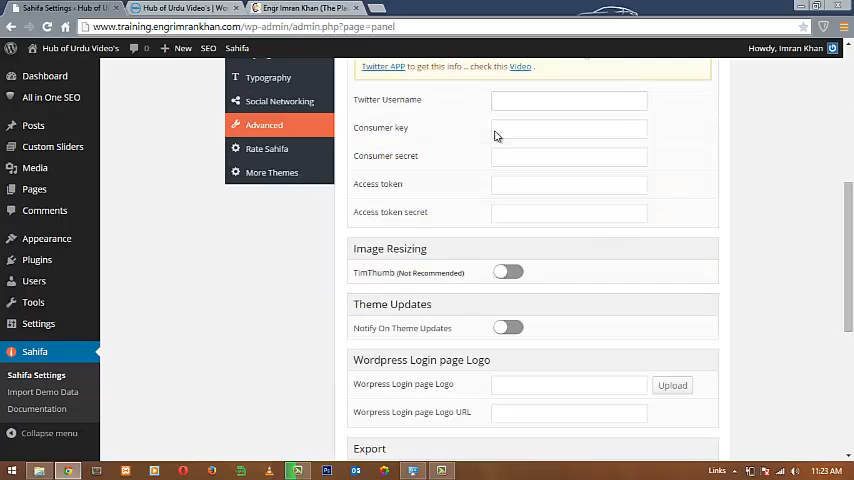 Sahifa Settings - Hub of U
Hub of Urdu Video's | Wo
Engr Imran Khan (The Pla
www.training.engrimrankhan.com/wp-admin/admin.php?page=panel
Hub of Urdu Video's
0
+ New
SEO
Sahifa
Howdy, Imran Khan
Dashboard
All in One SEO
Posts
Custom Sliders
Media
Pages
Comments
Appearance
Plugins
Users
Tools
Settings
Sahifa
Sahifa Settings
Import Demo Data
Documentation
Collapse menu
Typography
Social Networking
Advanced
Rate Sahifa
More Themes
Twitter APP to get this info .. check this Video .
Twitter Username
Consumer key
Consumer secret
Access token
Access token secret
Image Resizing
TimThumb (Not Recommended)
Theme Updates
Notify On Theme Updates
Wordpress Login page Logo
Worpress Login page Logo
Upload
Worpress Login page Logo URL
Export
Links
11:23 AM